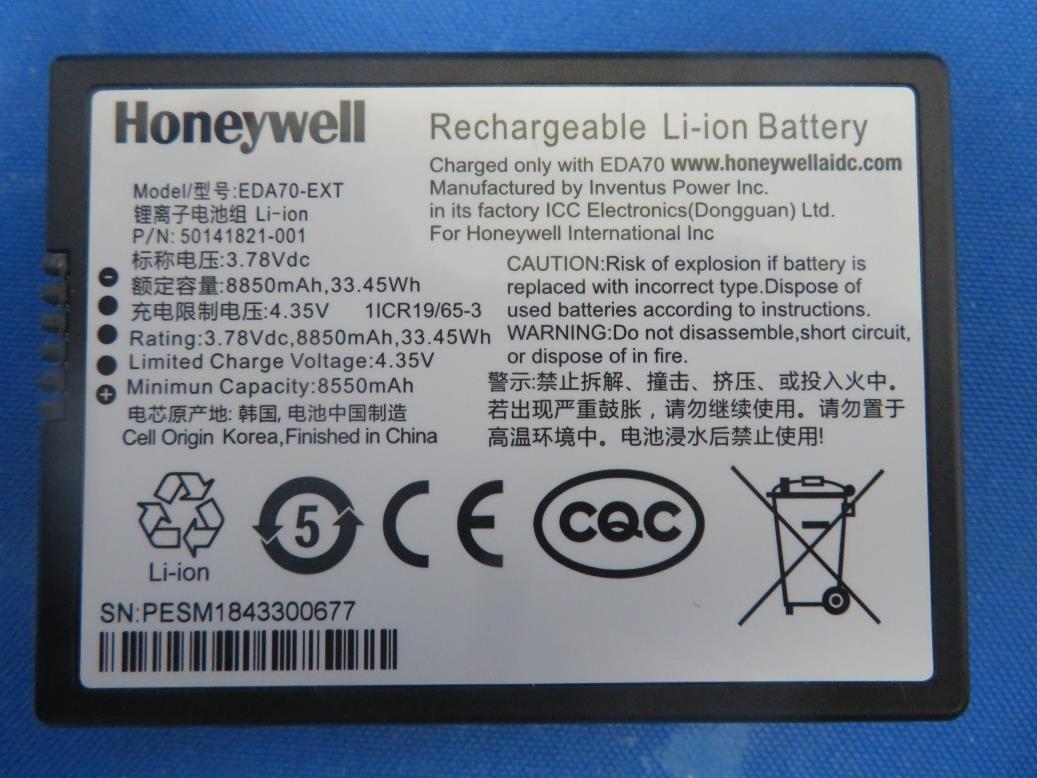 Honeywell
Rechargeable Li-ion Battery
Charged only with EDA70 www.honeywellaidc.com
Manufactured by Inventus Power Inc.
in its factory ICC Electronics(Dongguan) Ltd.
For Honeywell International Inc
Model/型号:EDA70-EXT
锂离子电池组 Li-ion
P/N: 50141821-001
标称电压:3.78Vdc
额定容量:8850mAh,33.45Wh
充电限制电压:4.35V 1ICR19/65-3
Rating:3.78Vdc,8850mAh,33.45Wh
Limited Charge Voltage:4.35V
Minimun Capacity:8550mAh
电芯原产地: 韩国, 电池中国制造
Cell Origin Korea,Finished in China
CAUTION:Risk of explosion if battery is
replaced with incorrect type.Dispose of
used batteries according to instructions.
WARNING:Do not disassemble,short circuit,
or dispose of in fire.
警示:禁止拆解、撞击、挤压、或投入火中。
若出现严重鼓胀，请勿继续使用。请勿置于
高温环境中。电池浸水后禁止使用!
Li-ion
5
CE
CQC
SN:PESM1843300677